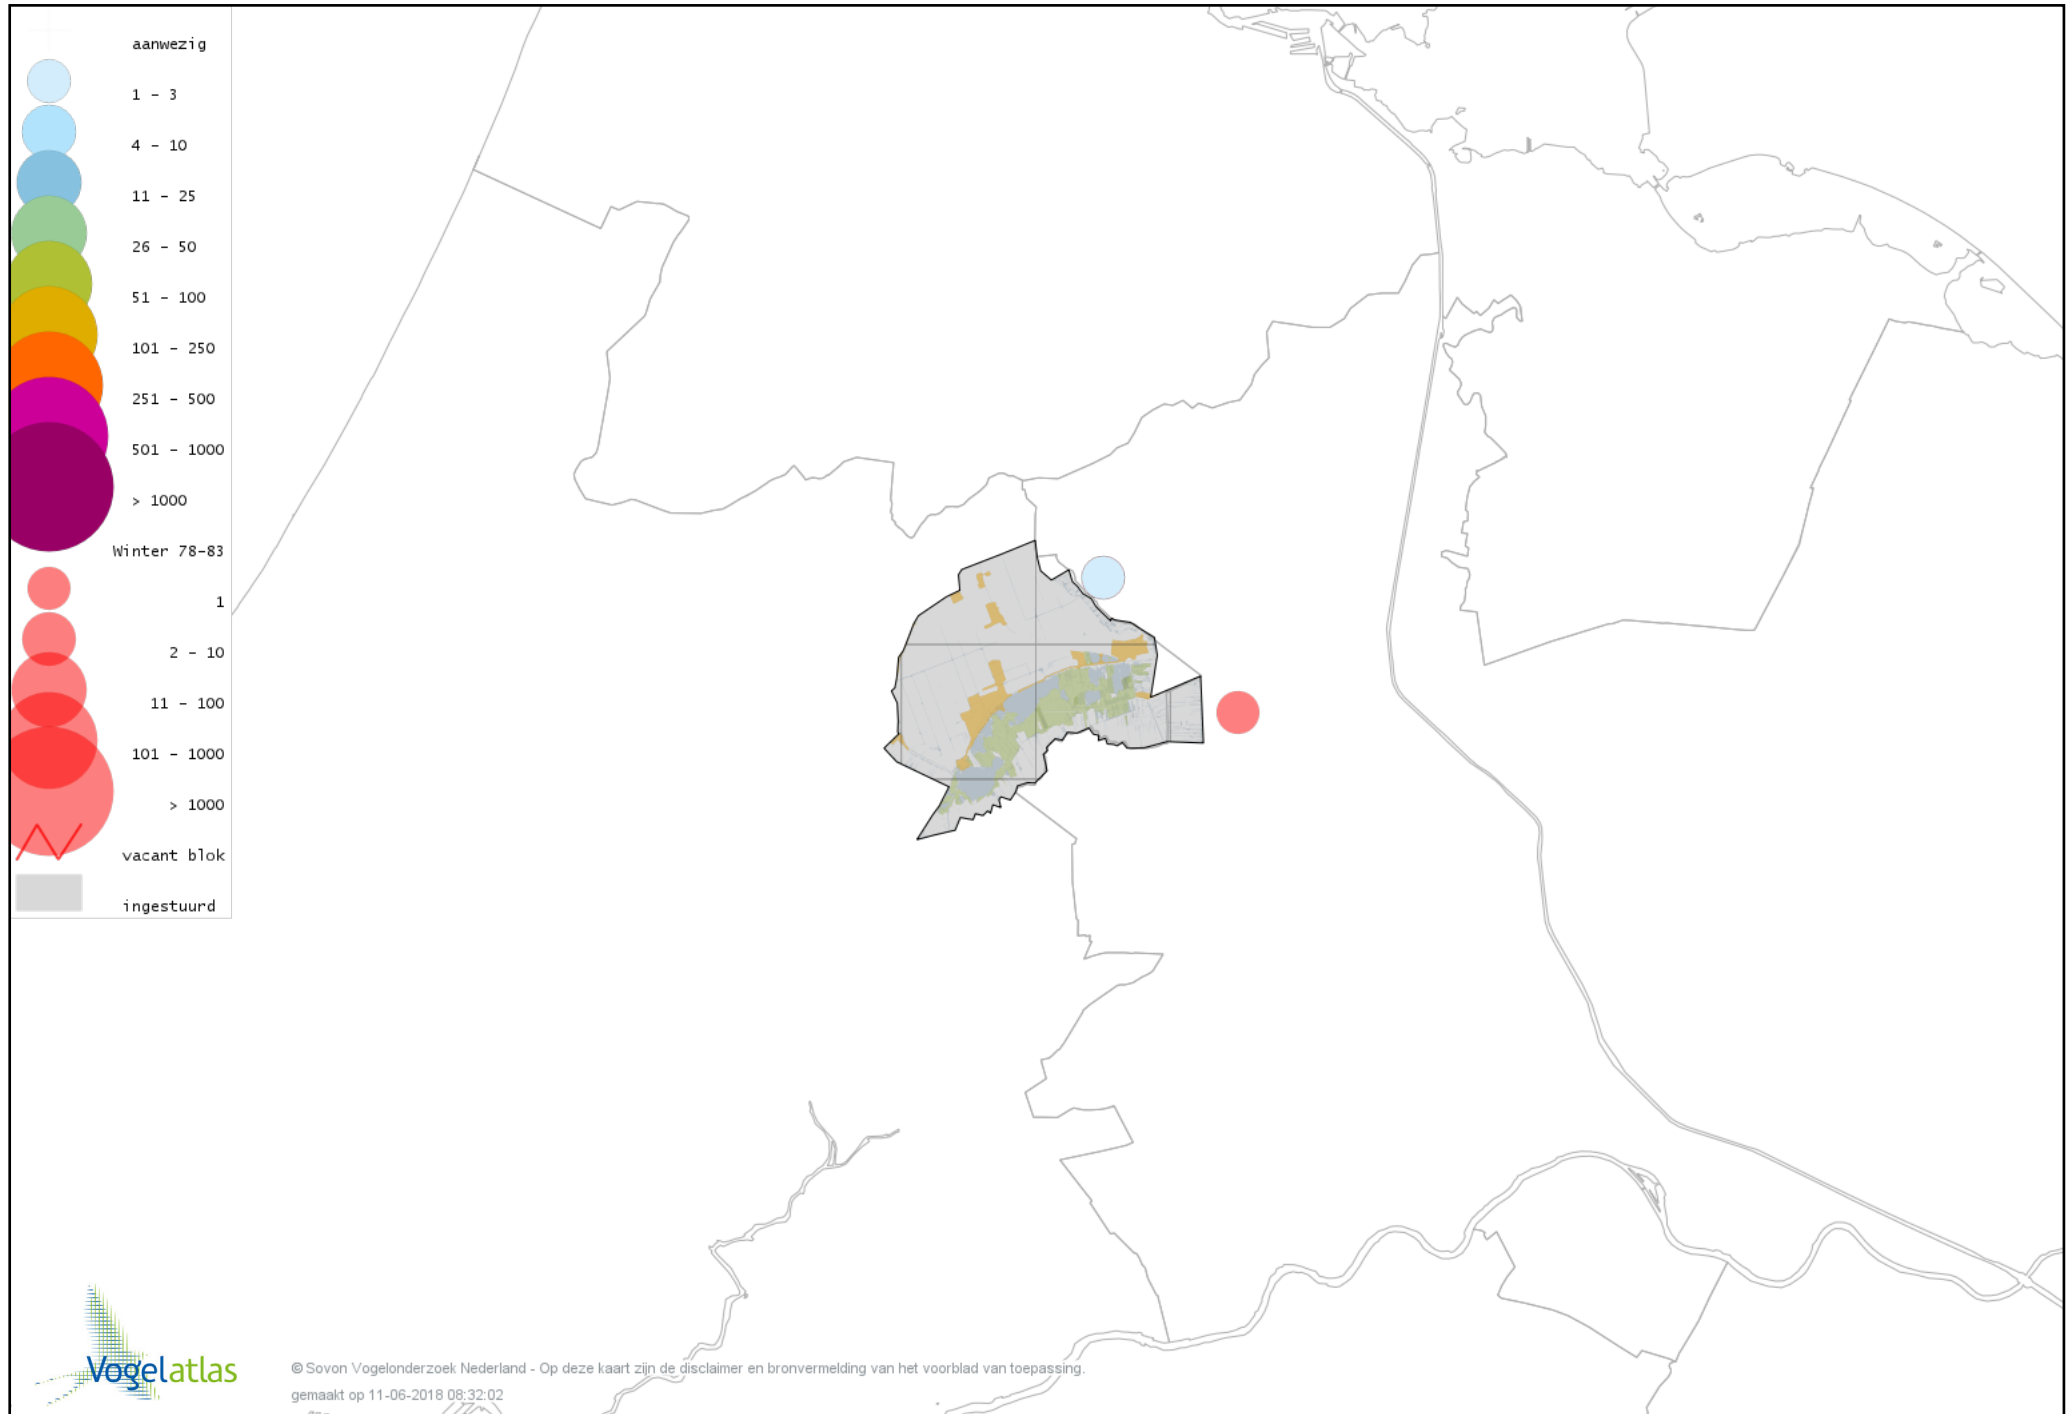 aanwezig
1 - 3
4 - 10
11 - 25
26 - 50
51 - 100
101 - 250
251 - 500
501 - 1000
> 1000
Winter 78-83
1
2 - 10
11 - 100
101 - 1000
> 1000
vacant blok
ingestuurd
Vogelatlas
© Sovon Vogelonderzoek Nederland - Op deze kaart zijn de disclaimer en bronvermelding van het voorblad van toepassing.
gemaakt op 11-06-2018 08:32:02